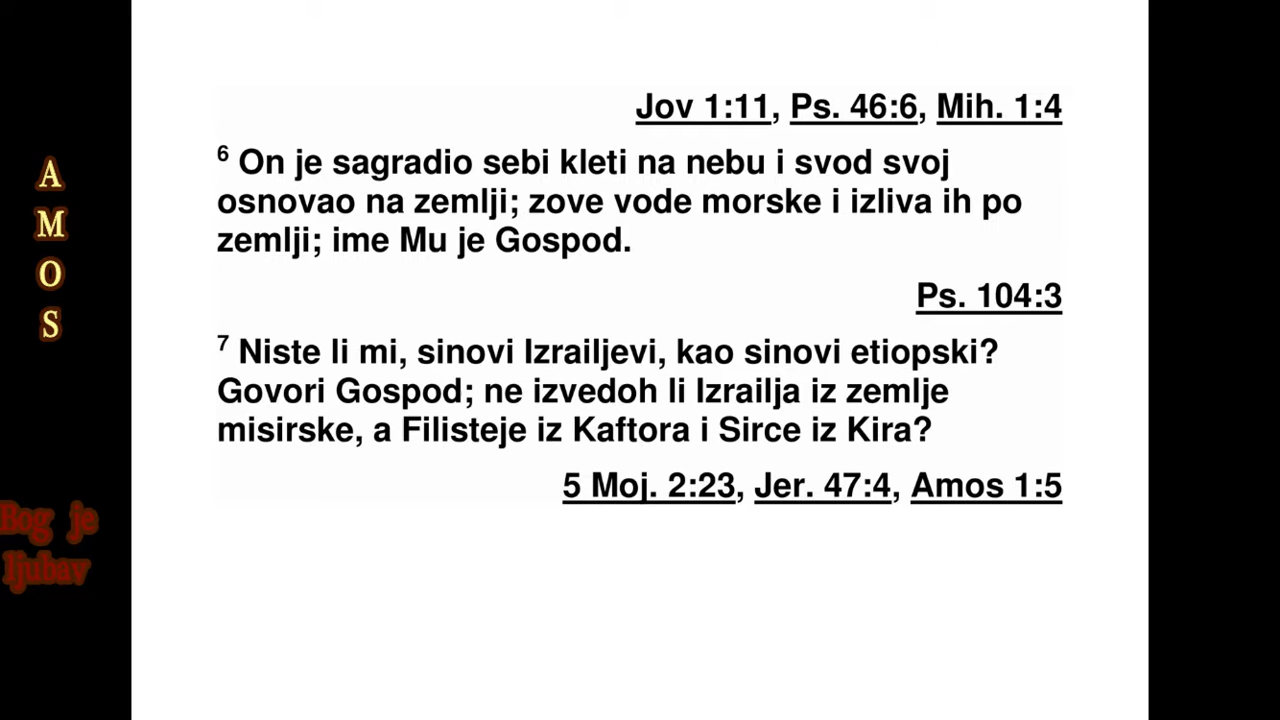 A
M
O
S
Bog je
ljubav
Jov 1:11, Ps. 46:6, Mih. 1:4
6 On je sagradio sebi kleti na nebu i svod svoj
osnovao na zemlji; zove vode morske i izliva ih po
zemlji; ime Mu je Gospod.
Ps. 104:3
7 Niste li mi, sinovi Izrailjevi, kao sinovi etiopski?
Govori Gospod; ne izvedoh li Izrailja iz zemlje
misirske, a Filisteje iz Kaftora i Sirce iz Kira?
5 Moj. 2:23, Jer. 47:4, Amos 1:5